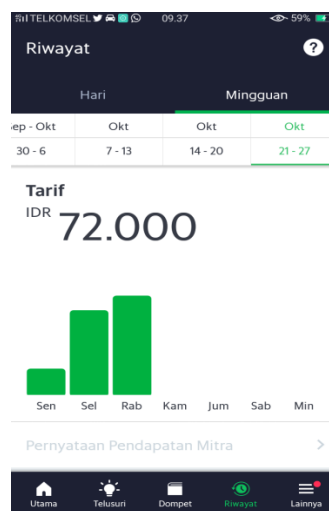 TELKOMSEL 09.37 59%
Riwayat ?
Hari Mingguan
ep - Okt Okt Okt Okt
30 - 6 7 - 13 14 - 20 21 - 27
Tarif
IDR 72.000
Sen Sel Rab Kam Jum Sab Min
Pernyataan Pendapatan Mitra
Utama Telusuri Dompet Riwayat Lainnya